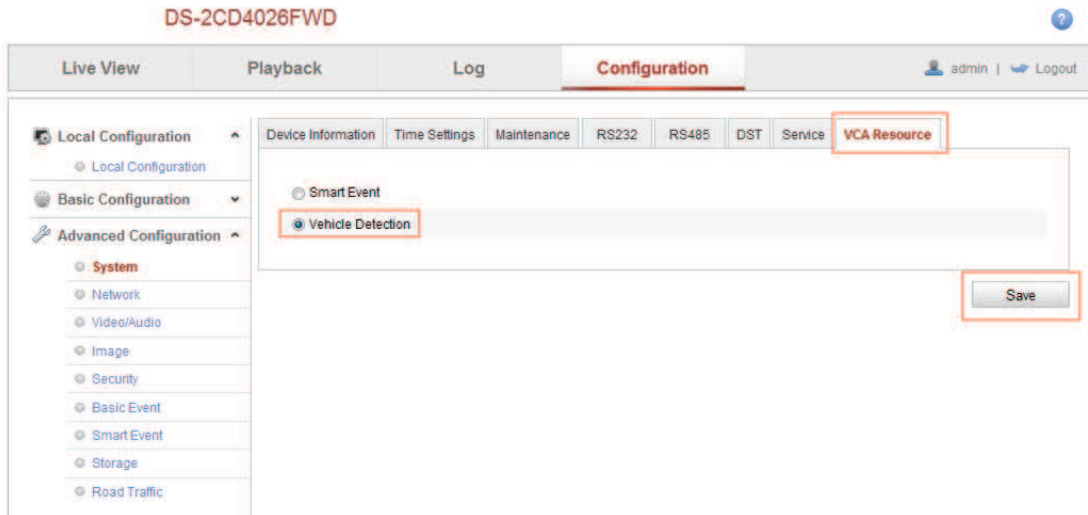 DS-2CD4026FWD
Live View Playback Log Configuration admin | Logout
Local Configuration
Local Configuration
Basic Configuration
Advanced Configuration
System
Network
Video/Audio
Image
Security
Basic Event
Smart Event
Storage
Road Traffic
Device Information Time Settings Maintenance RS232 RS485 DST Service VCA Resource
Smart Event
Vehicle Detection
Save